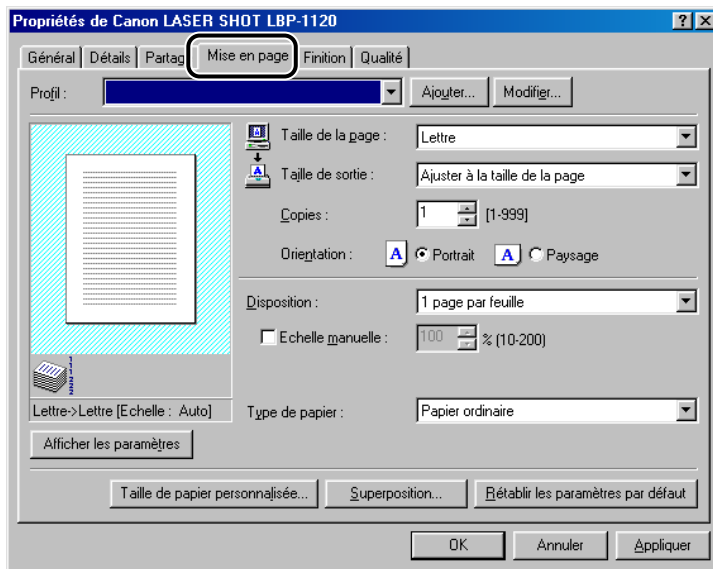 Propriétés de Canon LASER SHOT LBP-1120
Général Détails Partag Mise en page Finition Qualité
Profil : Ajouter... Modifier...
Taille de la page : Lettre
Taille de sortie : Ajuster à la taille de la page
Copies : 1 [1-999]
Orientation : A Portrait A Paysage
Disposition : 1 page par feuille
Echelle manuelle : 100 % (10-200)
Lettre->Lettre [Echelle : Auto] Type de papier : Papier ordinaire
Afficher les paramètres
Taille de papier personnalisée... Superposition... Rétablir les paramètres par défaut
OK Annuler Appliquer